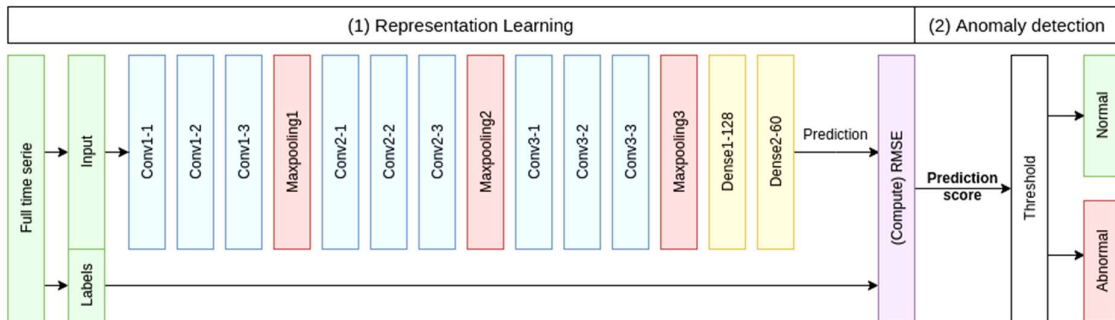 (1) Representation Learning
(2) Anomaly detection
Full time serie
Input
Labels
Conv1-1
Conv1-2
Conv1-3
Maxpooling1
Conv2-1
Conv2-2
Conv2-3
Maxpooling2
Conv3-1
Conv3-2
Conv3-3
Maxpooling3
Dense1-128
Dense2-60
Prediction
(Compute) RMSE
Prediction
score
Threshold
Normal
Abnormal